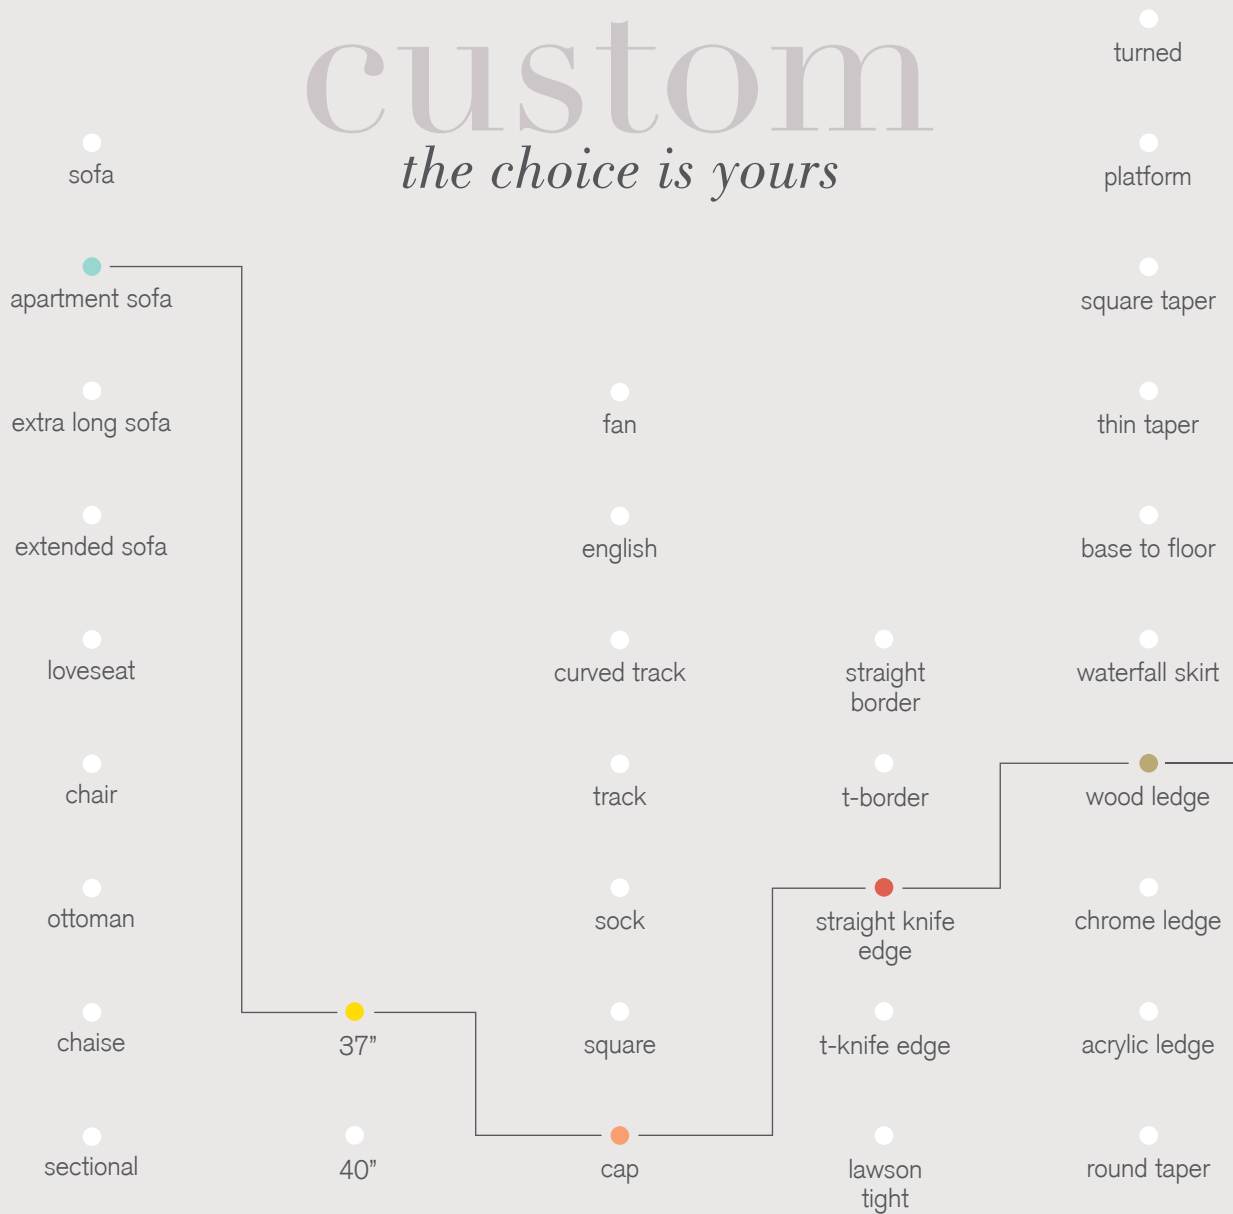 custom
the choice is yours
sofa
apartment sofa
extra long sofa
extended sofa
loveseat
chair
ottoman
chaise
sectional
37”
40”
fan
english
curved track
track
sock
square
cap
straight
border
t-border
straight knife
edge
t-knife edge
lawson
tight
turned
platform
square taper
thin taper
base to floor
waterfall skirt
wood ledge
chrome ledge
acrylic ledge
round taper